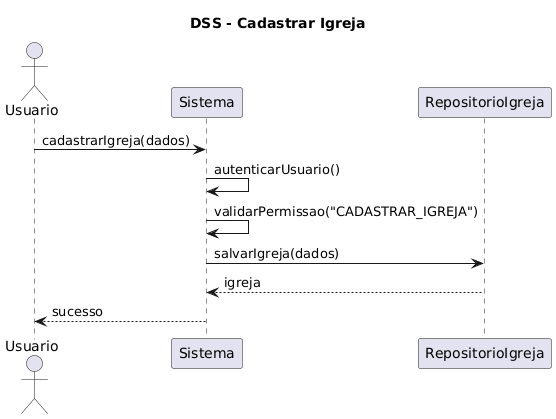 DSS - Cadastrar Igreja
Usuario
Sistema
RepositorioIgreja
cadastrarIgreja(dados)
autenticarUsuario()
validarPermissao("CADASTRAR_IGREJA")
salvarIgreja(dados)
igreja
sucesso
Usuario
Sistema
RepositorioIgreja